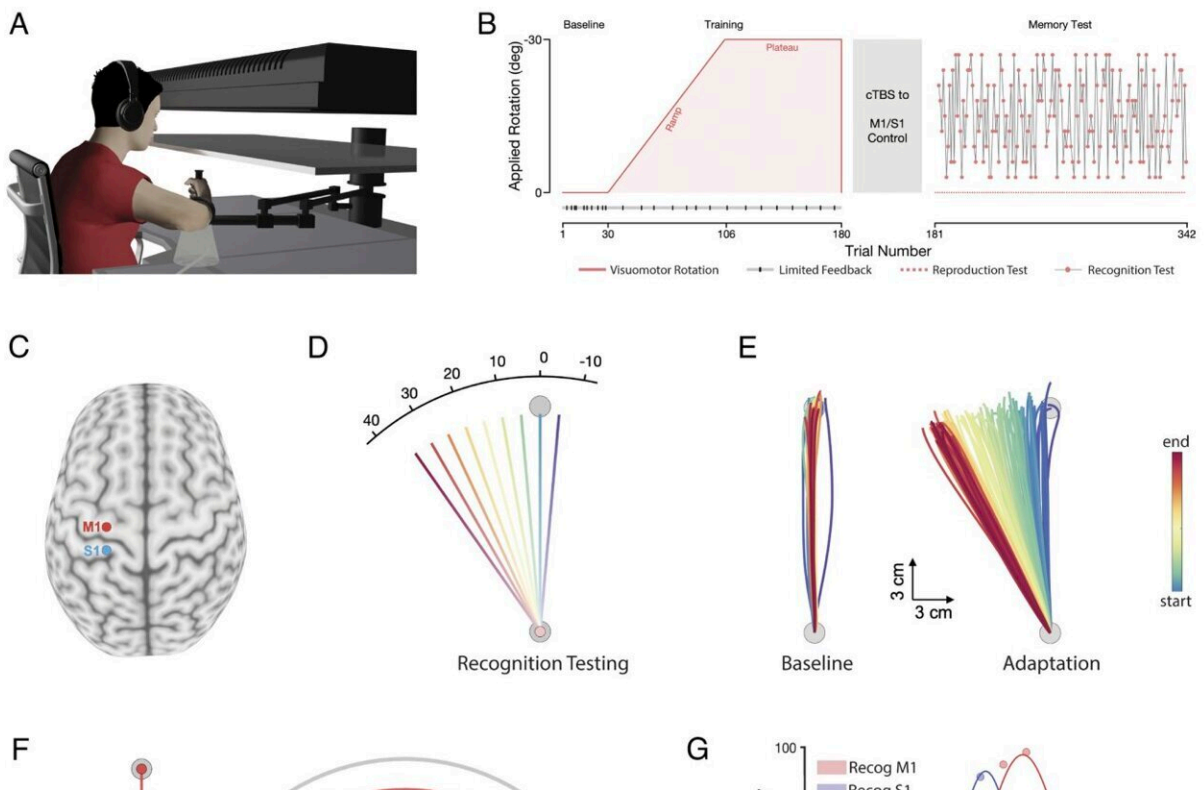 A
B
Baseline
Training
Memory Test
Applied Rotation (deg)
-30
0
Ramp
Plateau
cTBS to
M1/S1
Control
1
30
106
180
181
342
Trial Number
Visuomotor Rotation
Limited Feedback
Reproduction Test
Recognition Test
C
M1
S1
D
40
30
20
10
0
-10
Recognition Testing
E
3 cm
3 cm
Baseline
Adaptation
end
start
F
G
100
Recog M1
Recog S1